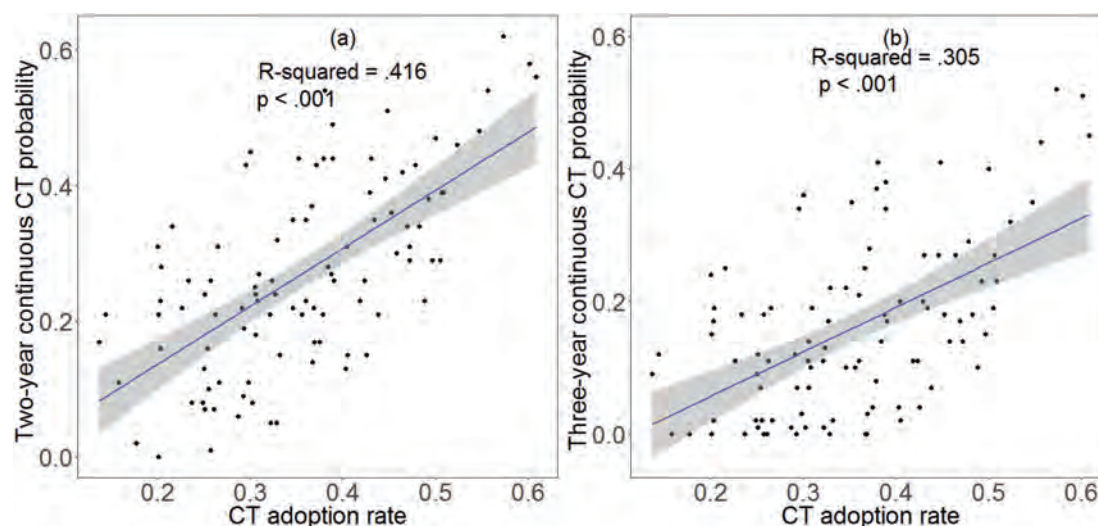 (a)
R-squared = .416
p < .001
Two-year continuous CT probability
0.6
0.4
0.2
0.0
0.2 0.3 0.4 0.5 0.6
CT adoption rate
(b)
R-squared = .305
p < .001
Three-year continuous CT probability
0.6
0.4
0.2
0.0
0.2 0.3 0.4 0.5 0.6
CT adoption rate